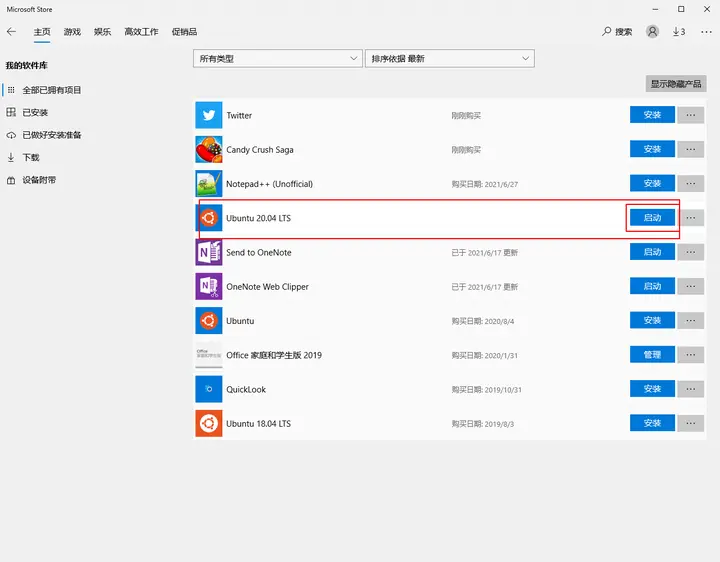 Microsoft Store
主页 游戏 娱乐 高效工作 促销品 搜索 3
我的软件库
全部已拥有项目
已安装
已做好安装准备
下载
设备附带
所有类型 排序依据 最新
显示隐藏产品
Twitter 刚刚购买 安装
Candy Crush Saga 刚刚购买 安装
Notepad++ (Unofficial) 购买日期: 2021/6/27 安装
Ubuntu 20.04 LTS 启动
Send to OneNote 已于 2021/6/17 更新 启动
OneNote Web Clipper 已于 2021/6/17 更新 启动
Ubuntu 购买日期: 2020/8/4 安装
Office 家庭和学生版 2019 购买日期: 2020/1/31 管理
QuickLook 购买日期: 2019/10/31 安装
Ubuntu 18.04 LTS 购买日期: 2019/8/3 安装